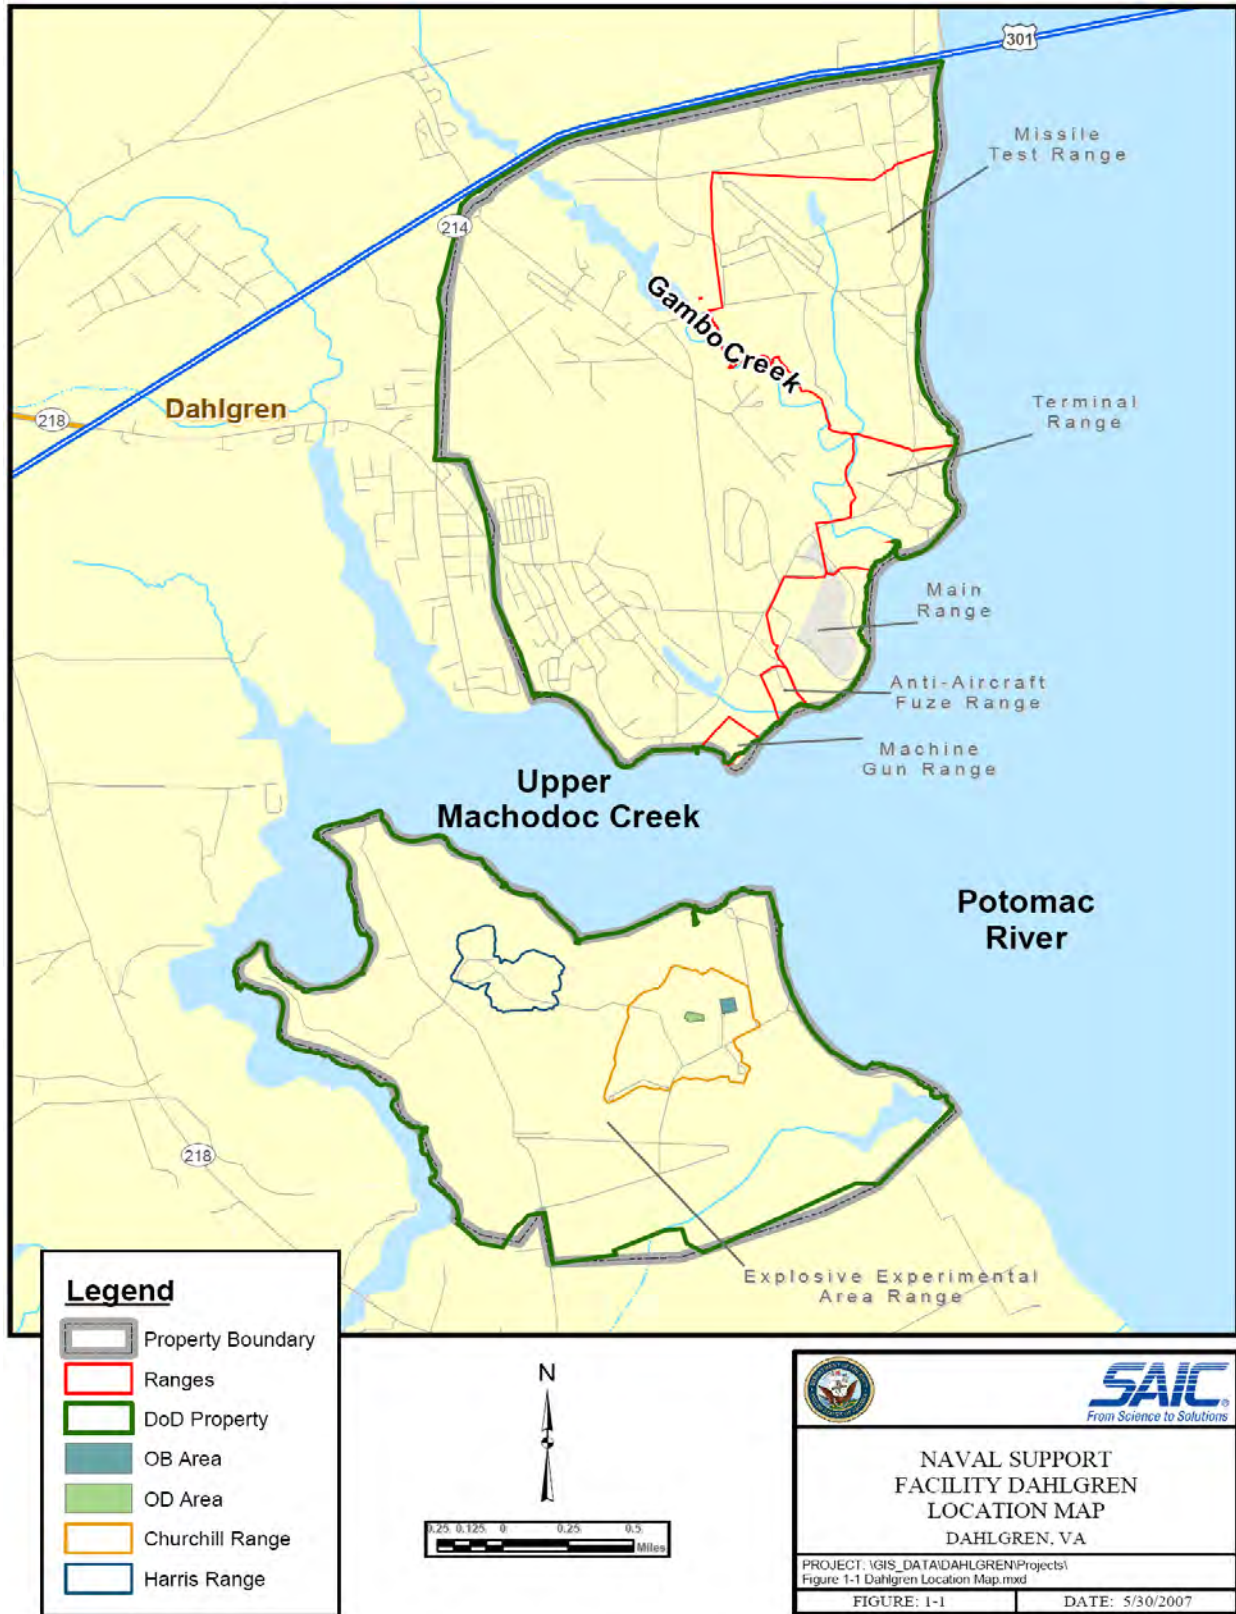 301
Missile
Test Range
214
Gambo Creek
Terminal
Range
218
Dahlgren
Main
Range
Anti-Aircraft
Fuze Range
Machine
Gun Range
Upper
Machodoc Creek
Potomac
River
218
Explosive Experimental
Area Range
Legend
Property Boundary
Ranges
DoD Property
OB Area
OD Area
Churchill Range
Harris Range
N
0.25 0.125 0 0.25 0.5
Miles
SAIC
From Science to Solutions
NAVAL SUPPORT
FACILITY DAHLGREN
LOCATION MAP
DAHLGREN, VA
PROJECT: \GIS_DATA\DAHLGREN\Projects\
Figure 1-1 Dahlgren Location Map.mxd
FIGURE: 1-1
DATE: 5/30/2007